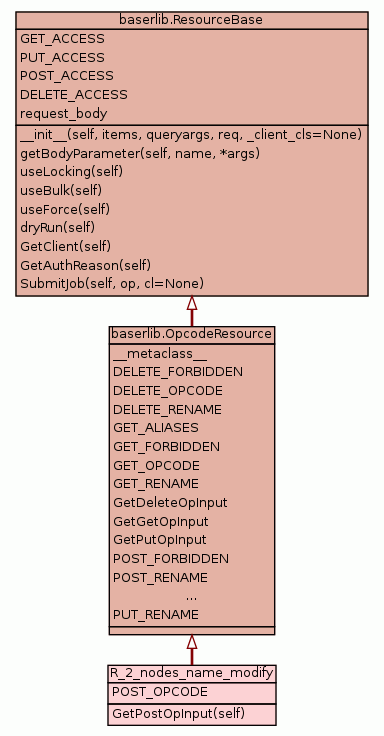 baserlib.ResourceBase
GET_ACCESS
PUT_ACCESS
POST_ACCESS
DELETE_ACCESS
request_body
__init__(self, items, queryargs, req, _client_cls=None)
getBodyParameter(self, name, *args)
useLocking(self)
useBulk(self)
useForce(self)
dryRun(self)
GetClient(self)
GetAuthReason(self)
SubmitJob(self, op, cl=None)
baserlib.OpcodeResource
__metaclass__
DELETE_FORBIDDEN
DELETE_OPCODE
DELETE_RENAME
GET_ALIASES
GET_FORBIDDEN
GET_OPCODE
GET_RENAME
GetDeleteOpInput
GetGetOpInput
GetPutOpInput
POST_FORBIDDEN
POST_RENAME
...
PUT_RENAME
R_2_nodes_name_modify
POST_OPCODE
GetPostOpInput(self)